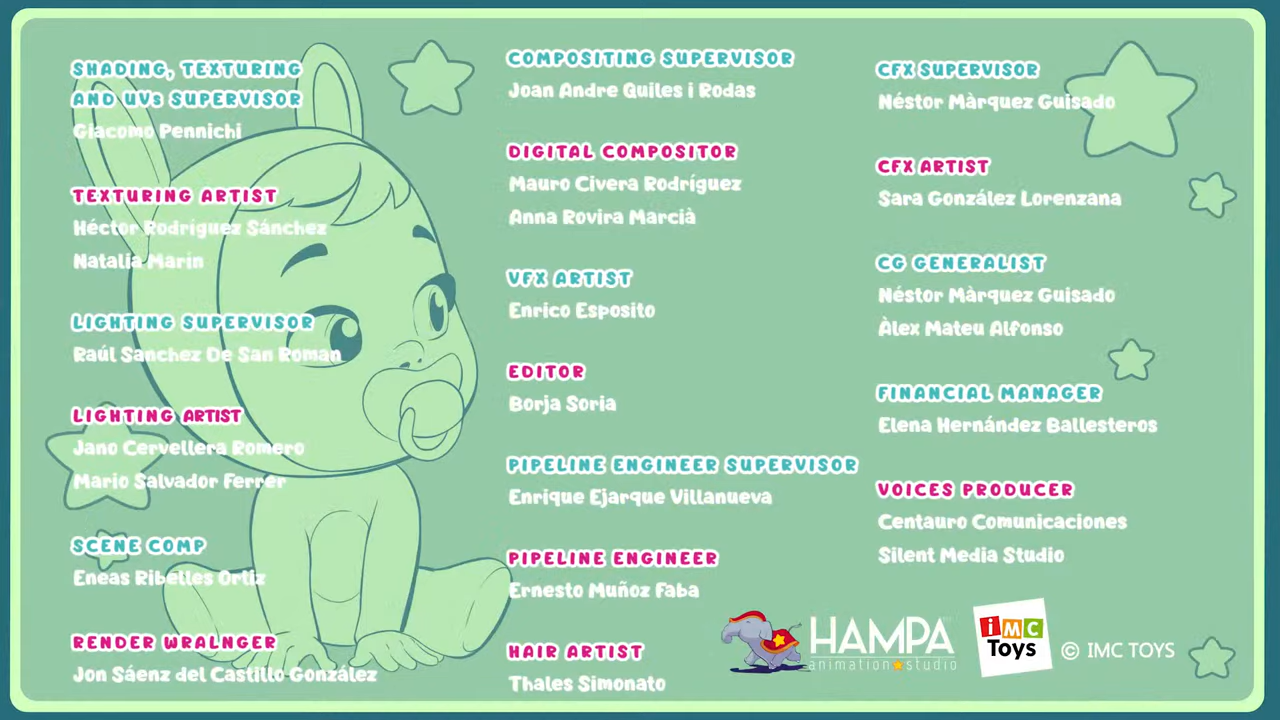 SHADING, TEXTURING
AND UVs SUPERVISOR
Giacomo Pennichi
TEXTURING ARTIST
Héctor Rodríguez Sánchez
Natalia Marín
LIGHTING SUPERVISOR
Raúl Sanchez De San Roman
LIGHTING ARTIST
Jano Cervellera Romero
Mario Salvador Ferrer
SCENE COMP
Eneas Ribelles Ortiz
RENDER WRALNGER
Jon Sáenz del Castillo González
COMPOSITING SUPERVISOR
Joan Andre Quiles i Rodas
DIGITAL COMPOSITOR
Mauro Civera Rodríguez
Anna Rovira Marcià
VFX ARTIST
Enrico Esposito
EDITOR
Borja Soria
PIPELINE ENGINEER SUPERVISOR
Enrique Ejarque Villanueva
PIPELINE ENGINEER
Ernesto Muñoz Faba
HAIR ARTIST
Thales Simonato
CFX SUPERVISOR
Néstor Màrquez Guisado
CFX ARTIST
Sara González Lorenzana
CG GENERALIST
Néstor Màrquez Guisado
Àlex Mateu Alfonso
FINANCIAL MANAGER
Elena Hernández Ballesteros
VOICES PRODUCER
Centauro Comunicaciones
Silent Media Studio
HAMPA
animation studio
imc
Toys
© IMC TOYS